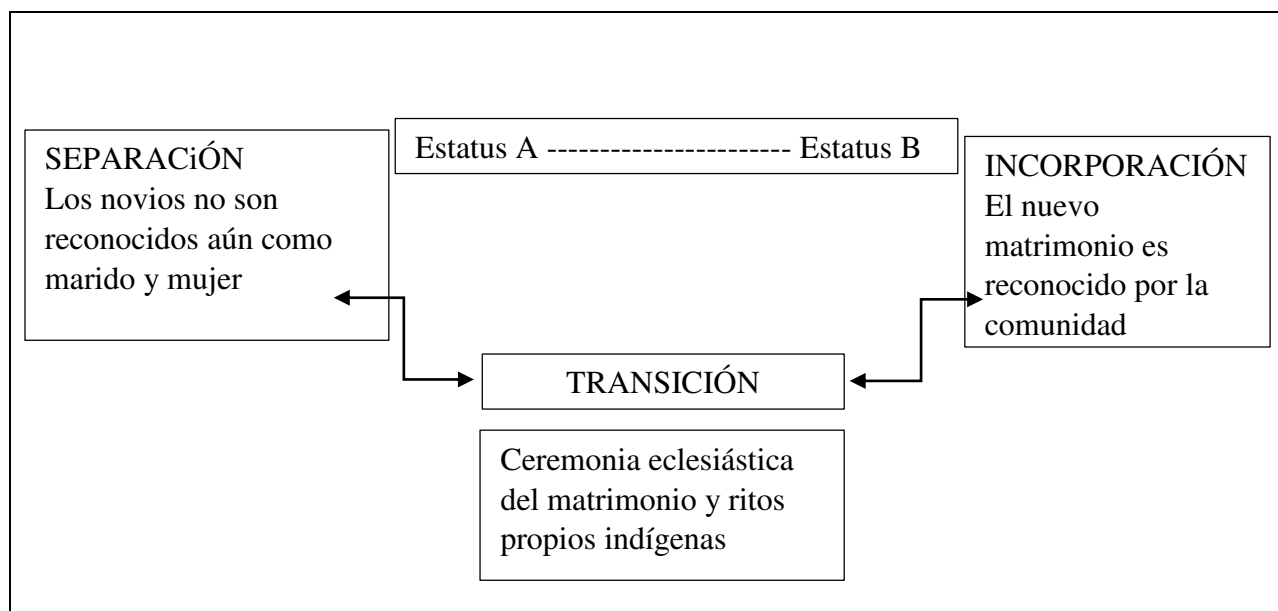 SEPARACiÓN
Los novios no son
reconocidos aún como
marido y mujer
Estatus A ----------------------- Estatus B
INCORPORACIÓN
El nuevo
matrimonio es
reconocido por la
comunidad
TRANSICIÓN
Ceremonia eclesiástica
del matrimonio y ritos
propios indígenas